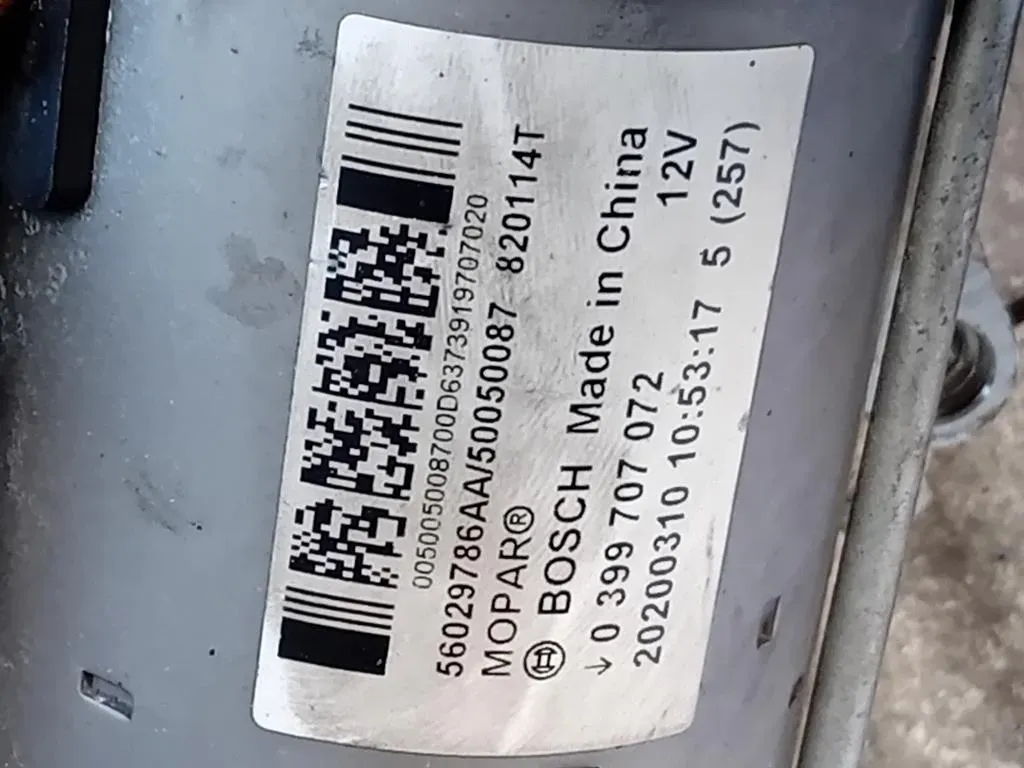 005005008700D6373919707020
56029786AA/50050087 820114T
MOPAR®
BOSCH Made in China
↓ 0 399 707 072 12V
20200310 10:53:17 5 (257)